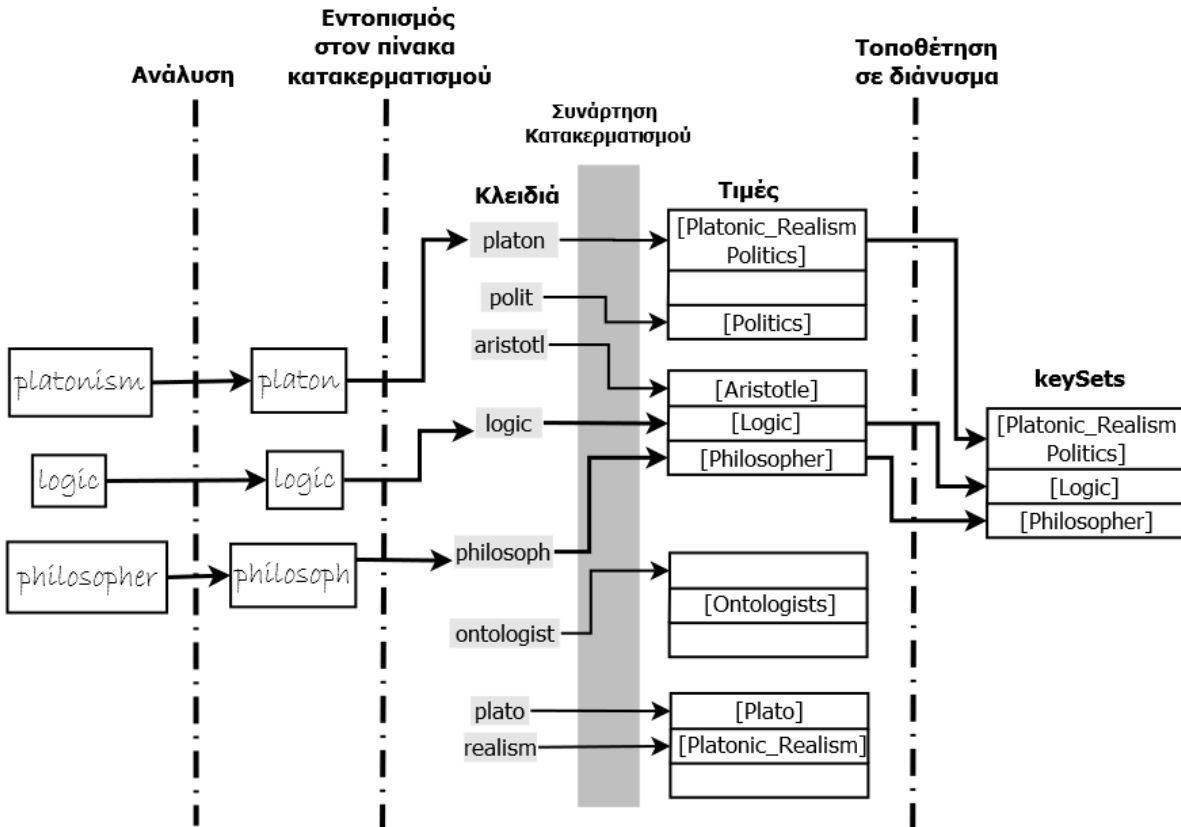 Ανάλυση
Εντοπισμός
στον πίνακα
κατακερματισμού
Τοποθέτηση
σε διάνυσμα
Συνάρτηση
Κατακερματισμού
Κλειδιά
Τιμές
keySets
platonism
logic
philosopher
platon
logic
philosoph
platon
polit
aristotl
logic
philosoph
ontologist
plato
realism
[Platonic_Realism
Politics]
[Politics]
[Aristotle]
[Logic]
[Philosopher]
[Ontologists]
[Plato]
[Platonic_Realism]
[Platonic_Realism
Politics]
[Logic]
[Philosopher]